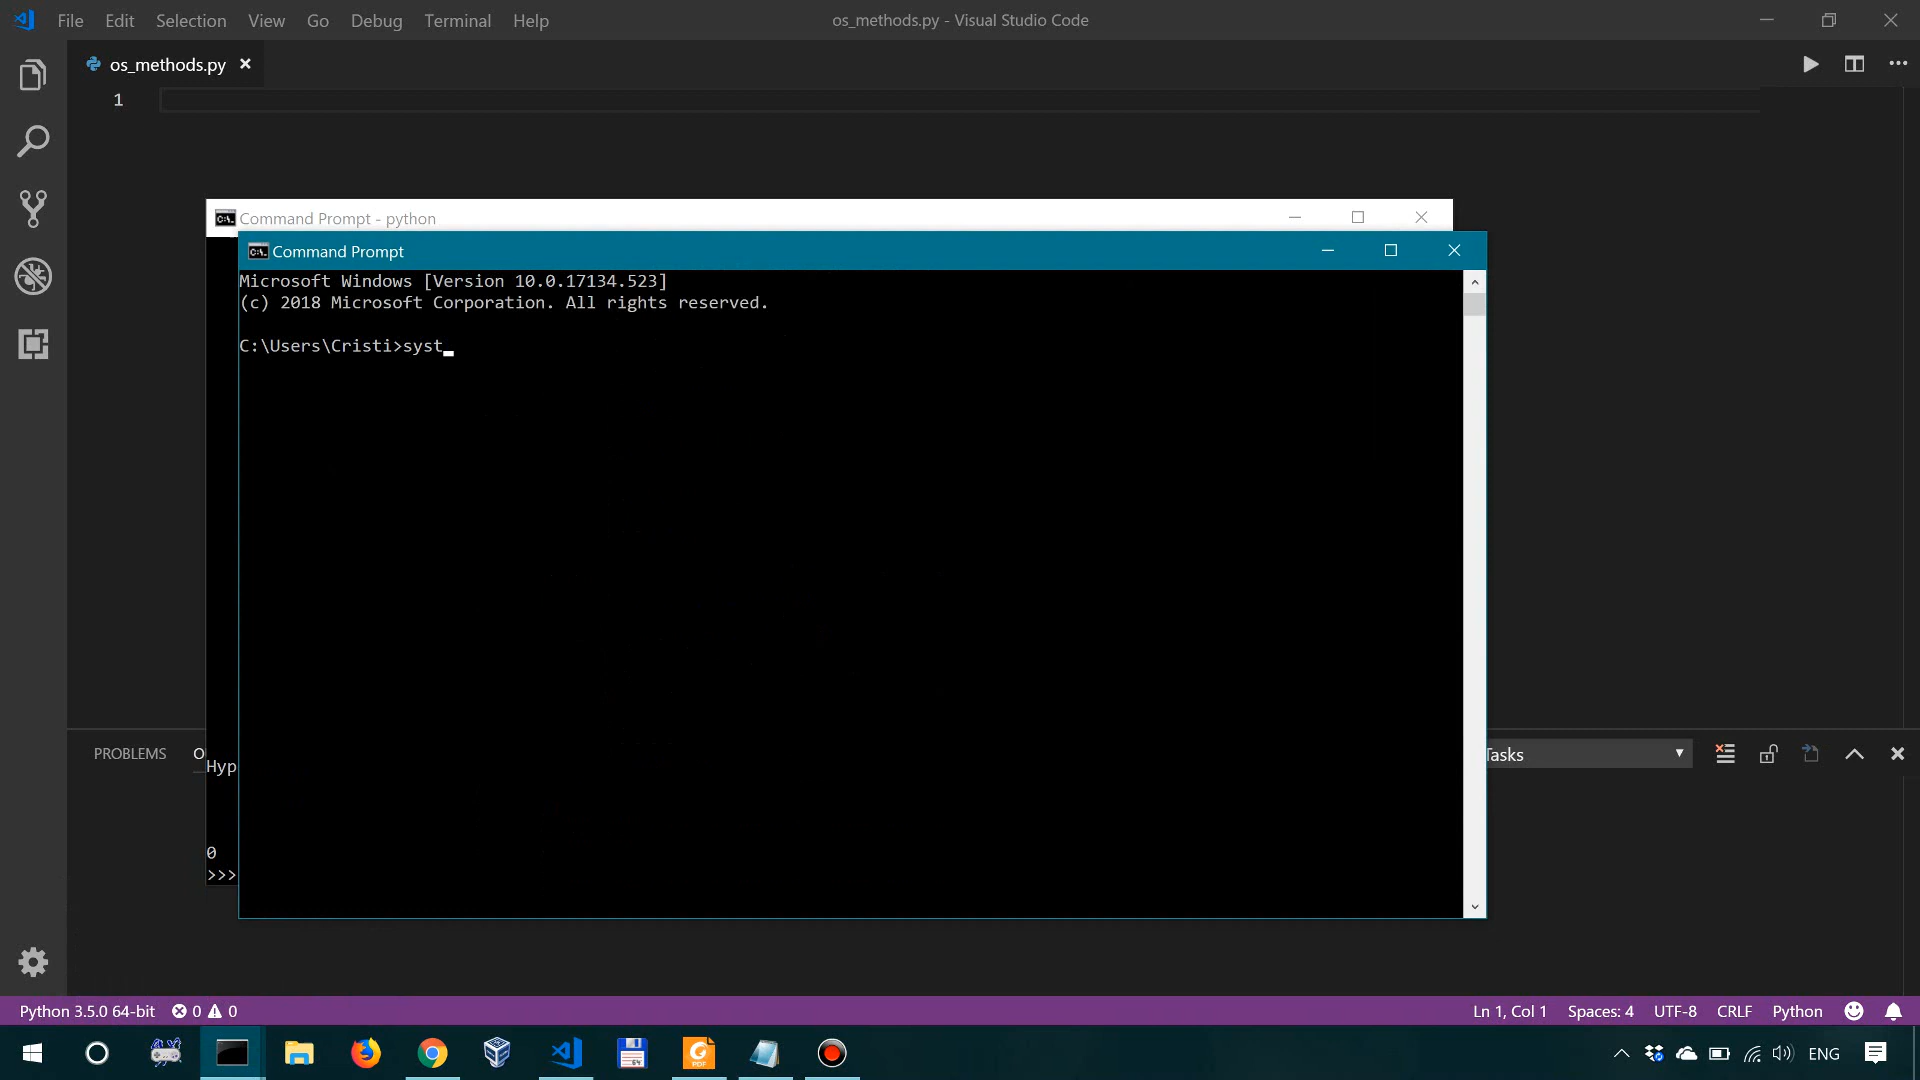 File Edit Selection View Go Debug Terminal Help
os_methods.py - Visual Studio Code
os_methods.py
1
Command Prompt - python
Command Prompt
Microsoft Windows [Version 10.0.17134.523]
(c) 2018 Microsoft Corporation. All rights reserved.
C:\Users\Cristi>syst_
PROBLEMS O
Tasks
Hyp
0
>>>
Python 3.5.0 64-bit 0 0
Ln 1, Col 1 Spaces: 4 UTF-8 CRLF Python
64
PDF
ENG